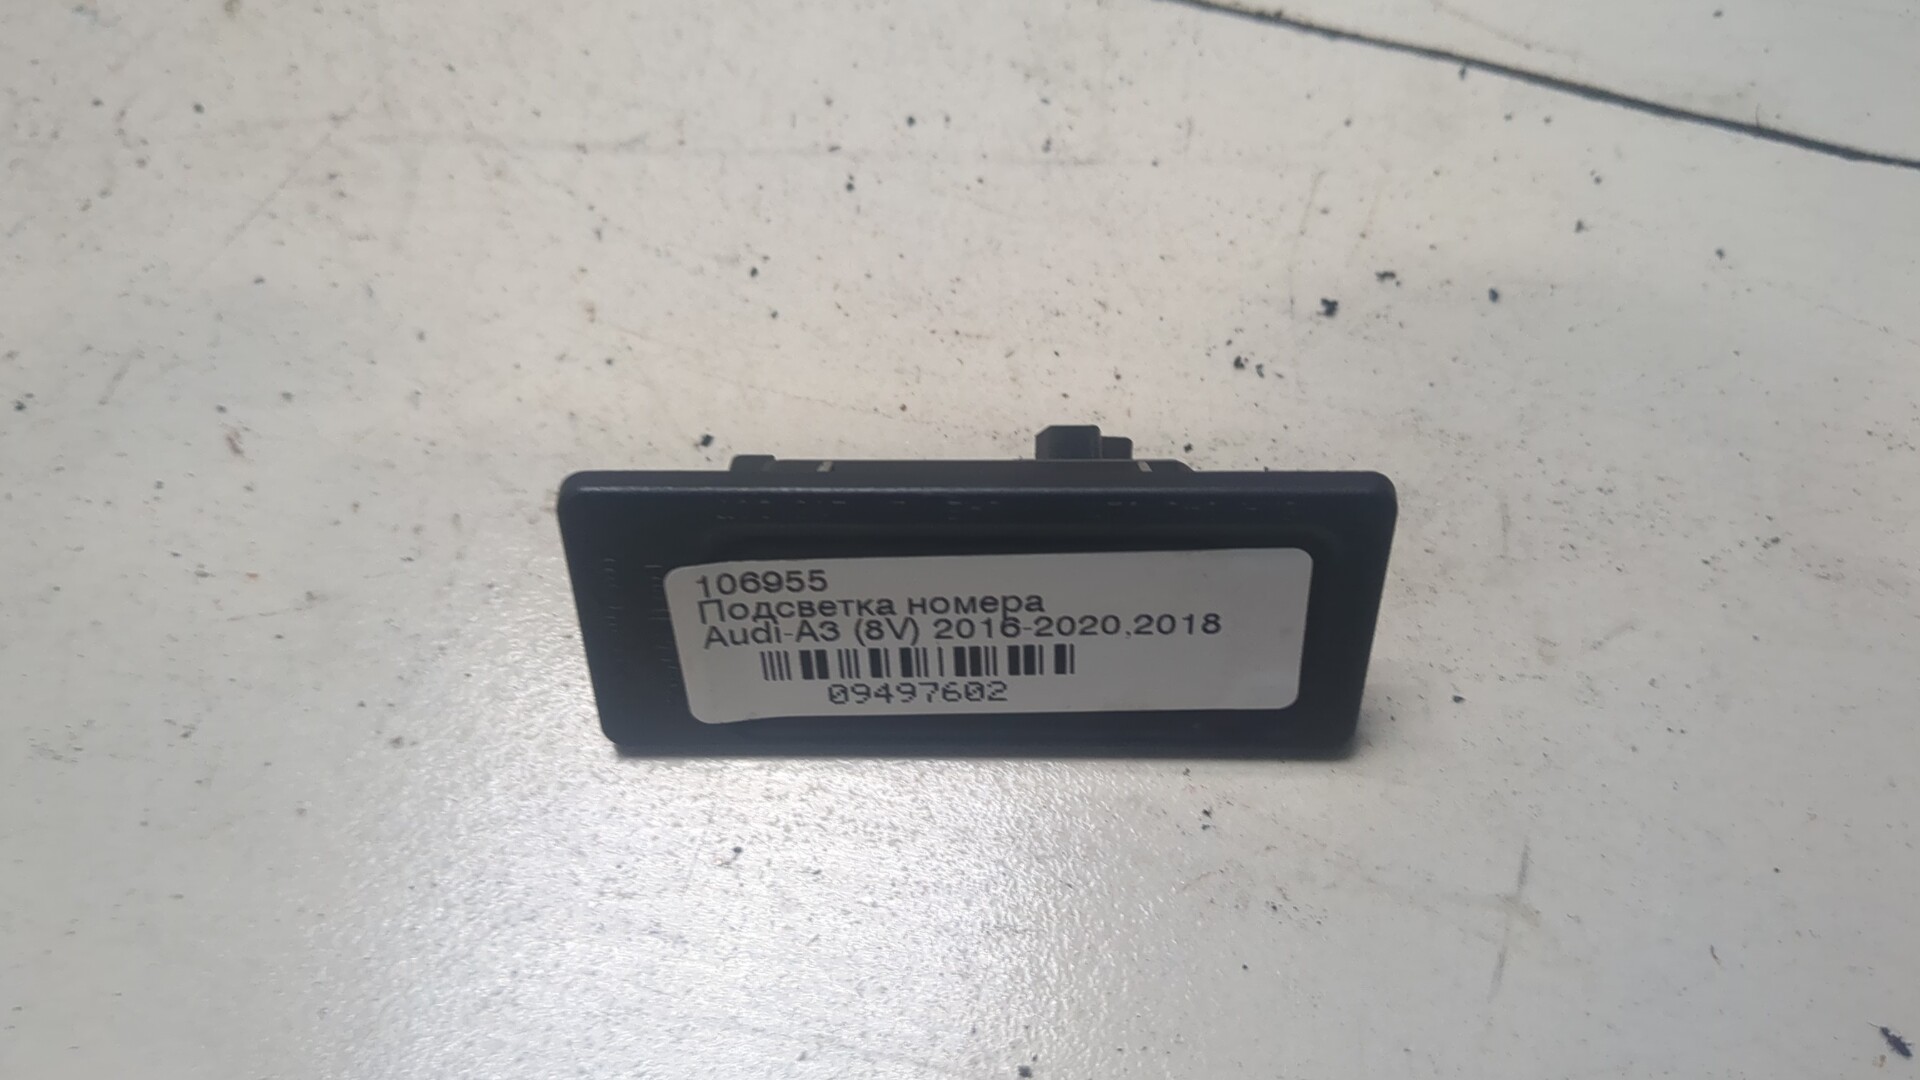 106955
Подсветка номера
Audi-A3 (8V) 2016-2020,2018
09497602